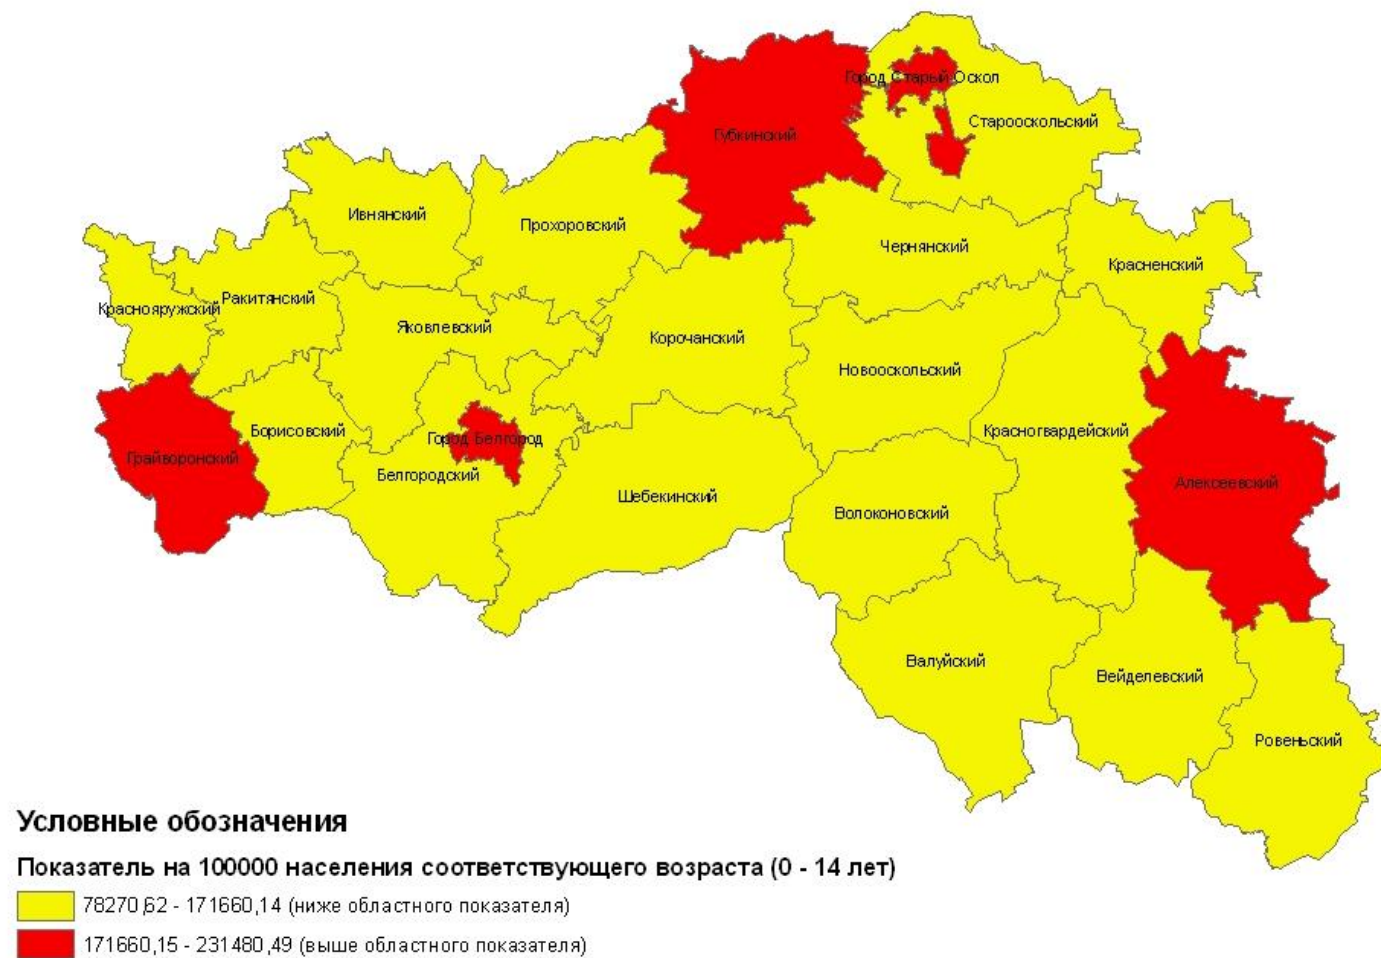 Город Старый Оскол
Старооскольский
Губкинский
Ивнянский
Прохоровский
Чернянский
Красненский
Краснояружский
Ракитянский
Яковлевский
Корочанский
Новооскольский
Борисовский
Город Белгород
Красногвардейский
Грайворонский
Белгородский
Шебекинский
Волоконовский
Алексеевский
Валуйский
Вейделевский
Ровеньский
Условные обозначения
Показатель на 100000 населения соответствующего возраста (0 - 14 лет)
78270,62 - 171660,14 (ниже областного показателя)
171660,15 - 231480,49 (выше областного показателя)